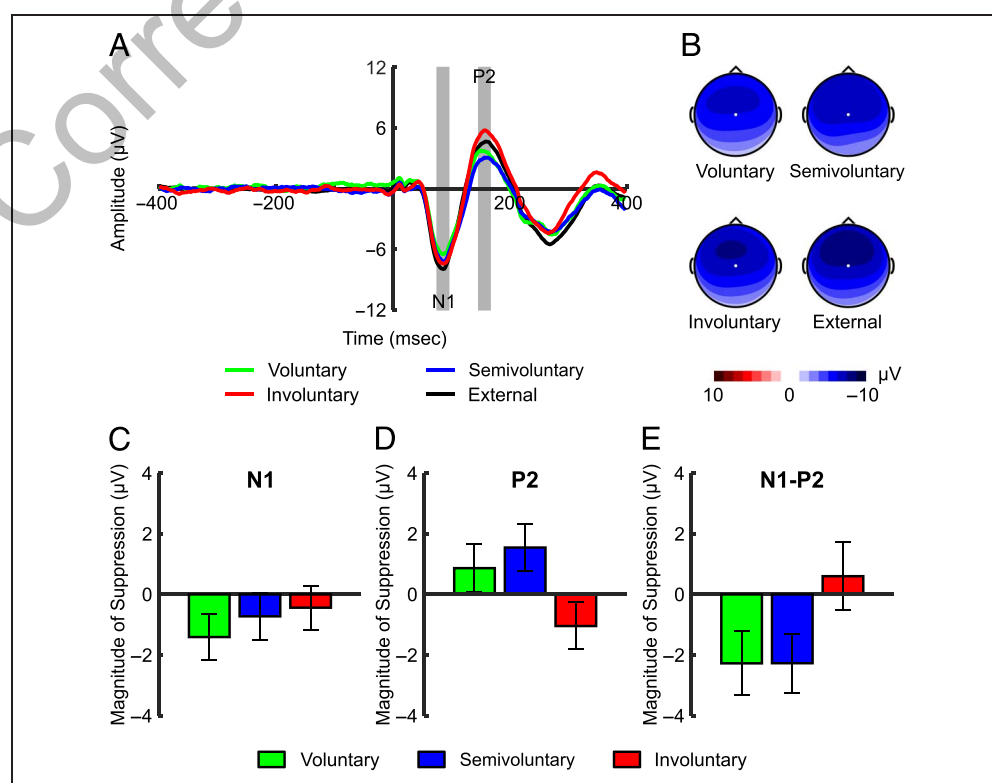 Corre
A
B
12
6
−6
−12
P2
N1
−400
−200
200
400
Amplitude (µV)
Time (msec)
Voluntary
Semivoluntary
Involuntary
External
Voluntary
Semivoluntary
Involuntary
External
10
0
−10
µV
C
D
E
N1
4
2
0
−2
−4
Magnitude of Suppression (µV)
P2
4
2
0
−2
−4
Magnitude of Suppression (µV)
N1-P2
4
2
0
−2
−4
Magnitude of Suppression (µV)
Voluntary
Semivoluntary
Involuntary